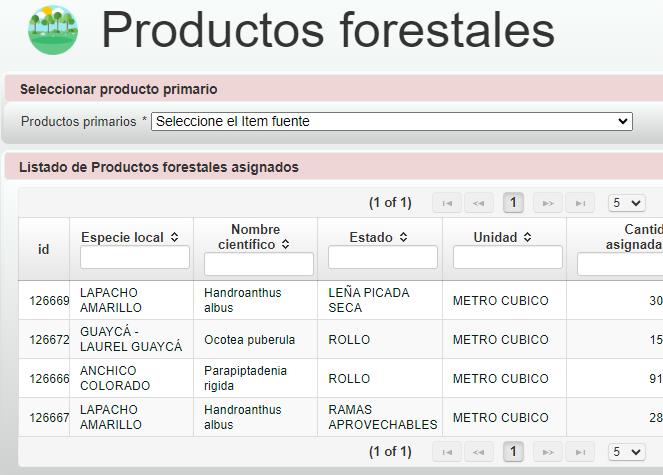 Productos forestales
Seleccionar producto primario
Productos primarios * Seleccione el Item fuente
Listado de Productos forestales asignados
(1 of 1) 1 5
id Especie local Nombre científico Estado Unidad Cantid asignada
126669 LAPACHO AMARILLO Handroanthus albus LEÑA PICADA SECA METRO CUBICO 30
126672 GUAYCÁ - LAUREL GUAYCÁ Ocotea puberula ROLLO METRO CUBICO 15
126666 ANCHICO COLORADO Parapiptadenia rigida ROLLO METRO CUBICO 91
126667 LAPACHO AMARILLO Handroanthus albus RAMAS APROVECHABLES METRO CUBICO 28
(1 of 1) 1 5